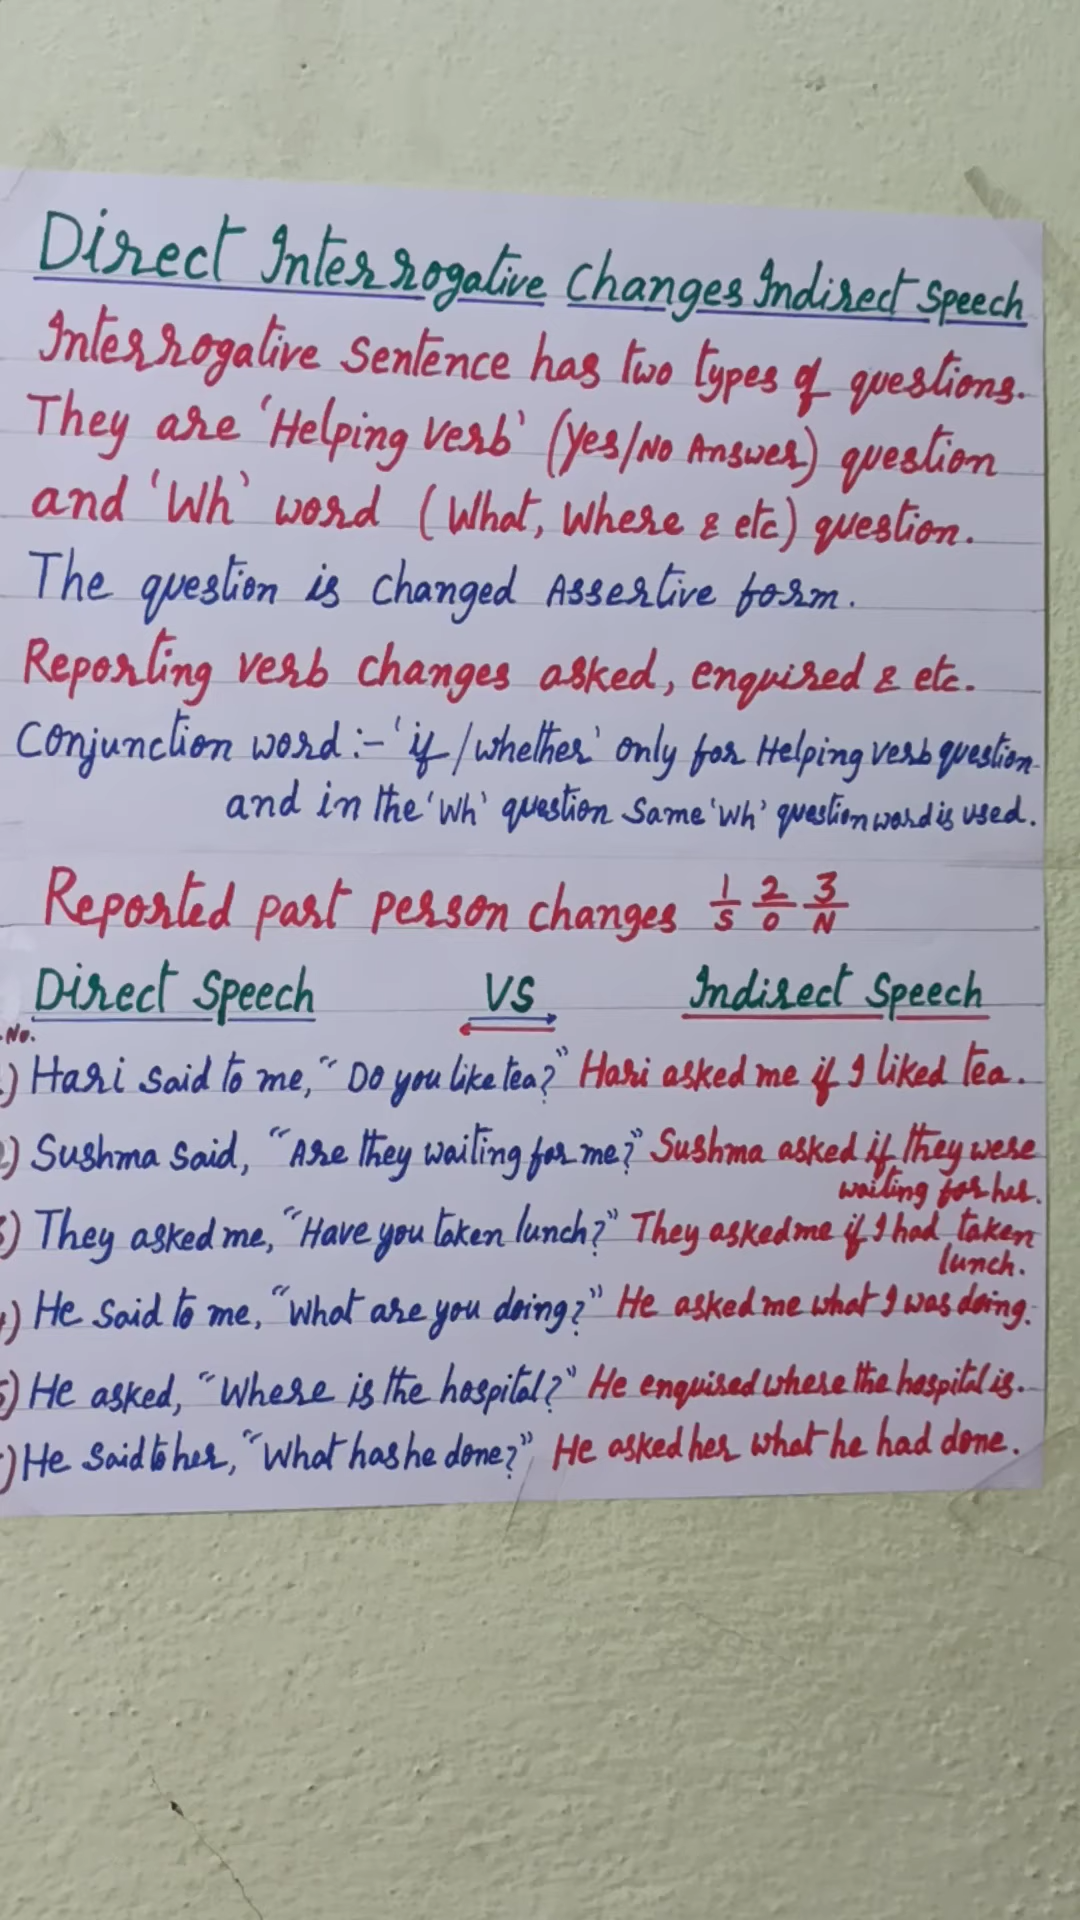 Direct Interrogative Changes Indirect Speech
Interrogative sentence has two types of questions.
They are 'Helping verb' (Yes/No Answer) question
and 'Wh' word (What, Where & etc) question.
The question is changed Assertive form.
Reporting verb changes asked, enquired & etc.
Conjunction word :- 'if /whether' only for Helping verb question
and in the 'Wh' question same 'Wh' question word is used.
Reported part person changes 1/S 2/O 3/N
Direct Speech VS Indirect Speech
No.
) Hari said to me, "Do you like tea?" Hari asked me if I liked tea.
) Sushma said, "Are they waiting for me?" Sushma asked if they were
waiting for her.
) They asked me, "Have you taken lunch?" They asked me if I had taken
lunch.
) He said to me, "What are you doing?" He asked me what I was doing.
) He asked, "Where is the hospital?" He enquired where the hospital is.
) He said to her, "What has he done?" He asked her what he had done.